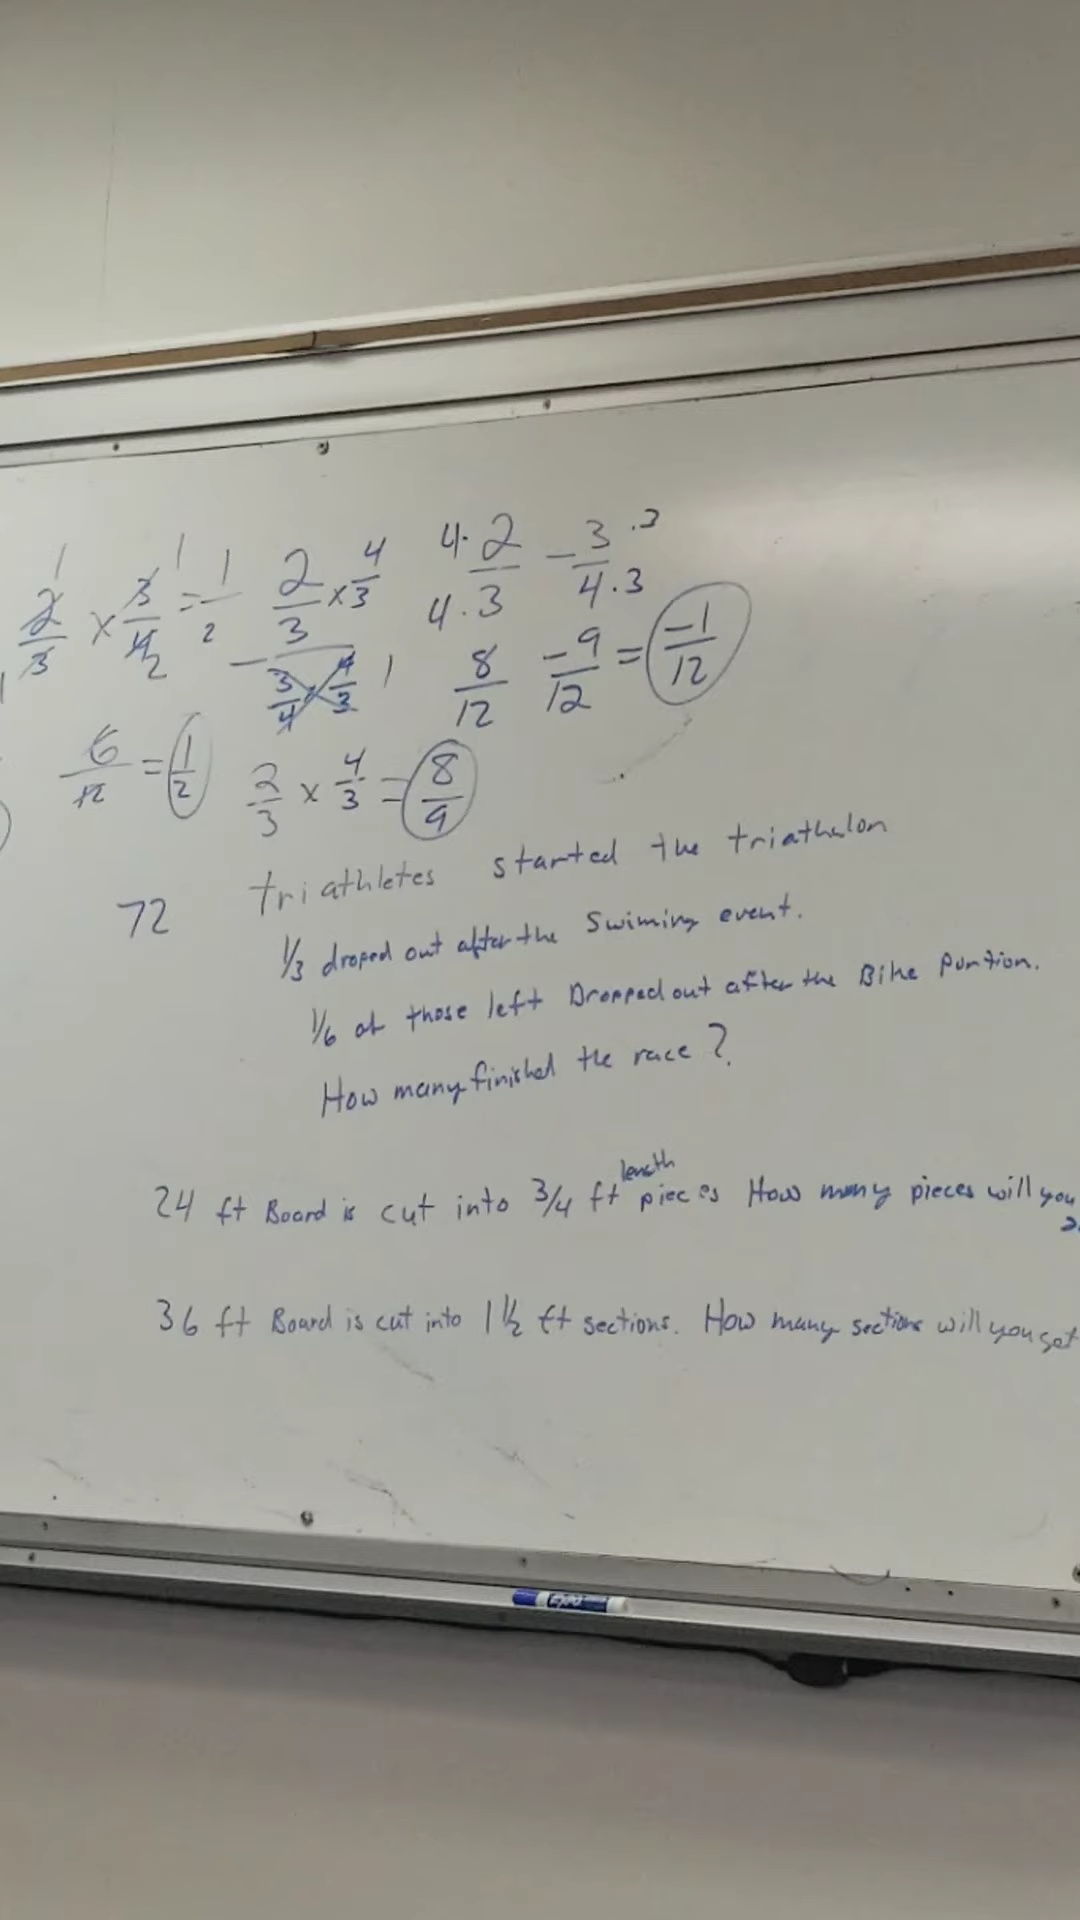 2/3 × 3/4 = 1/2
6/12 = 1/2
2/3 × 4/3
3/4 × 4/3 1
2/3 × 4/3 = 8/9
4·2/4·3 - 3·3/4·3
8/12 - 9/12 = -1/12
72 triathletes started the triathulon
1/3 droped out after the Swiming event.
1/6 of those left Dropped out after the Bike Portion.
How many finished the race?
24 ft Board is cut into 3/4 ft length pieces How many pieces will you
36 ft Board is cut into 1 1/2 ft sections. How many sections will you get
EXPO